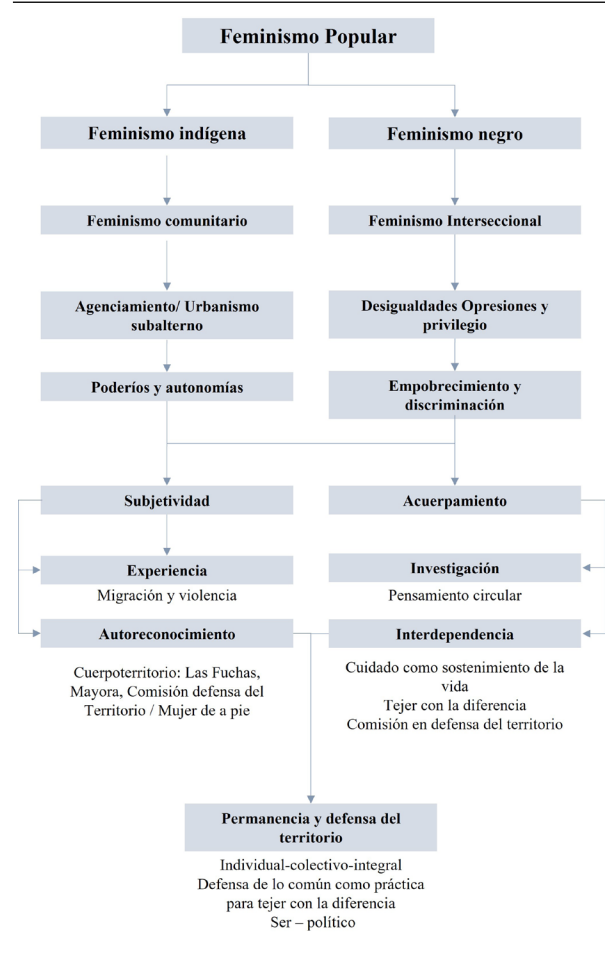 Feminismo Popular
Feminismo indígena
Feminismo negro
Feminismo comunitario
Feminismo Interseccional
Agenciamiento/ Urbanismo
subalterno
Desigualdades Opresiones y
privilegio
Poderíos y autonomías
Empobrecimiento y
discriminación
Subjetividad
Acuerpamiento
Experiencia
Migración y violencia
Investigación
Pensamiento circular
Autoreconocimiento
Interdependencia
Cuerpoterritorio: Las Fuchas,
Mayora, Comisión defensa del
Territorio / Mujer de a pie
Cuidado como sostenimiento de la
vida
Tejer con la diferencia
Comisión en defensa del territorio
Permanencia y defensa del
territorio
Individual-colectivo-integral
Defensa de lo común como práctica
para tejer con la diferencia
Ser – político